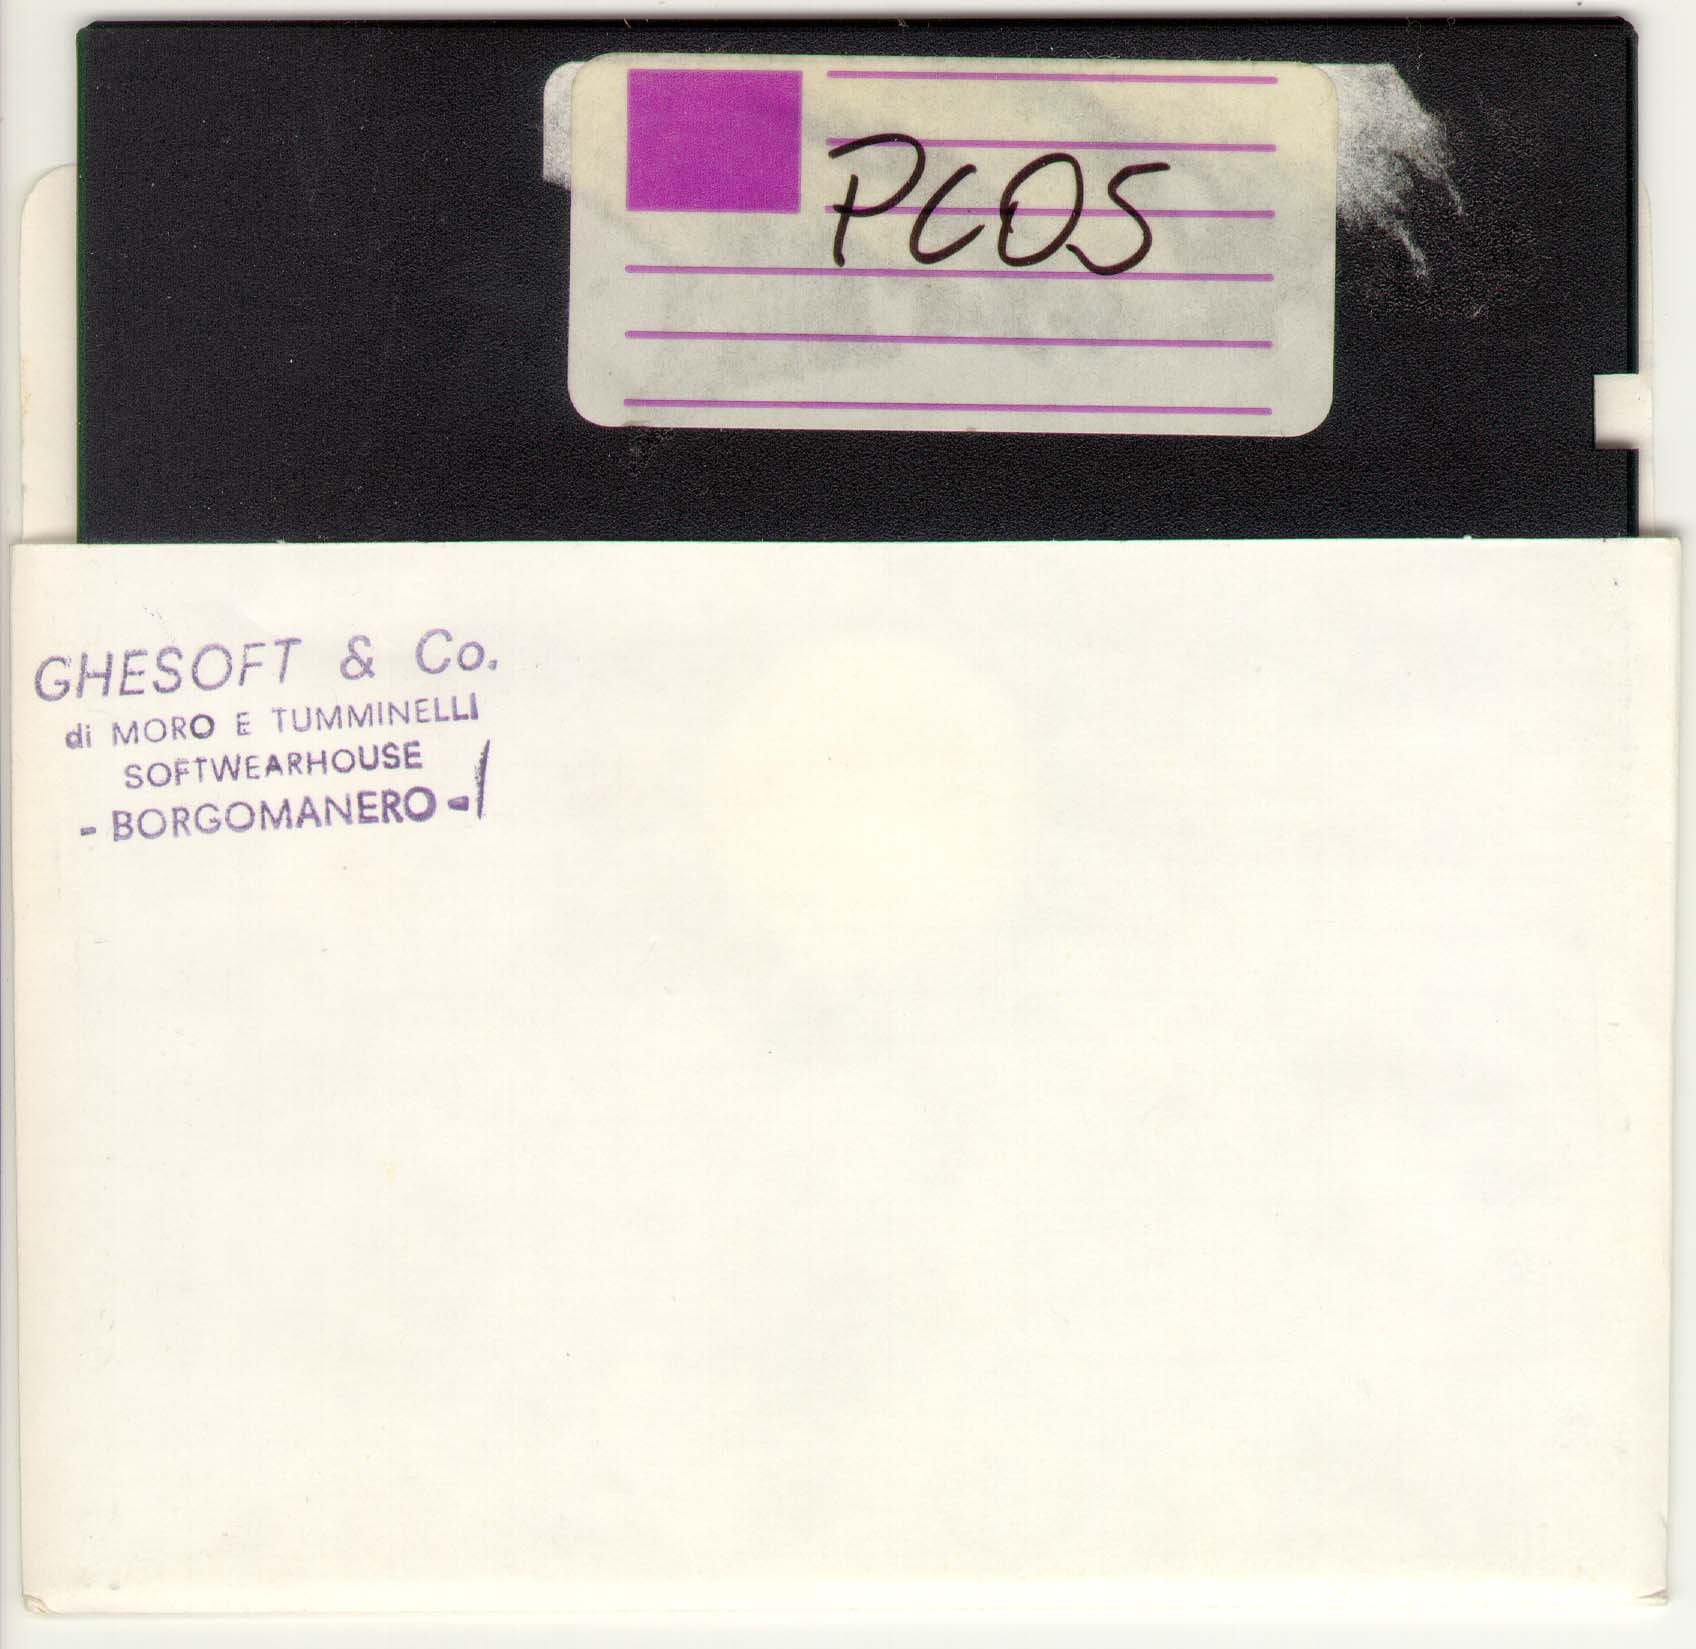 PCOS
GHESOFT & Co.
di MORO E TUMMINELLI
SOFTWEARHOUSE
- BORGOMANERO -